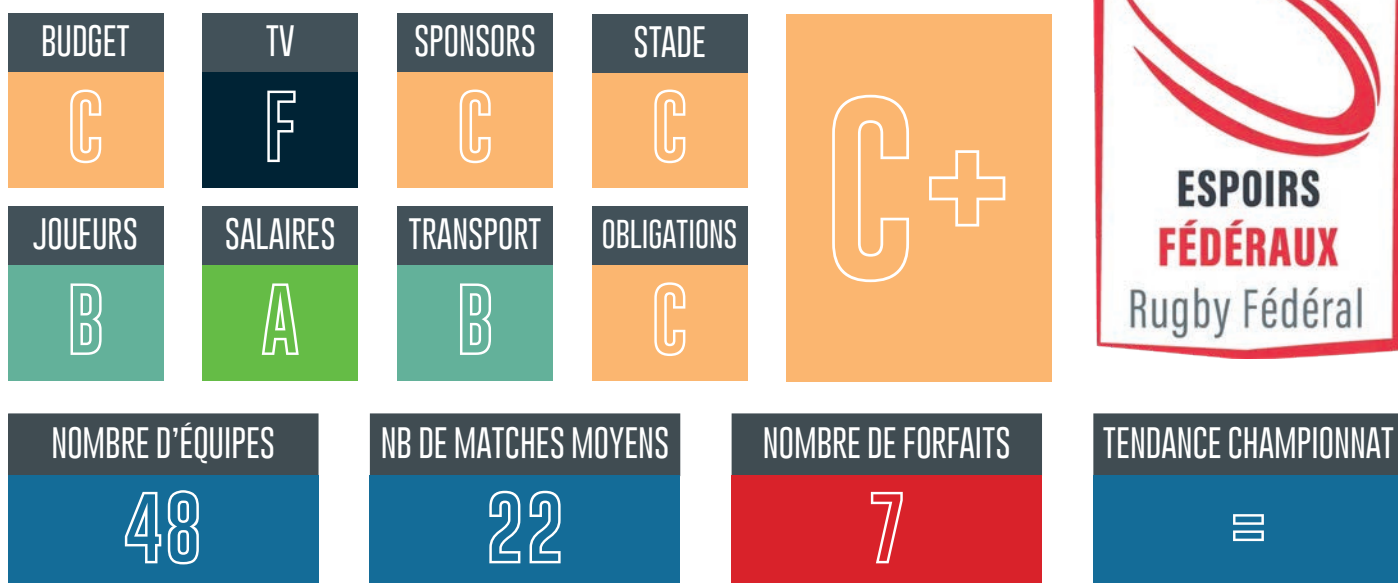 BUDGET
C
TV
F
SPONSORS
C
STADE
C
JOUEURS
B
SALAIRES
A
TRANSPORT
B
OBLIGATIONS
C
C+
ESPOIRS
FÉDÉRAUX
Rugby Fédéral
NOMBRE D'ÉQUIPES
48
NB DE MATCHES MOYENS
22
NOMBRE DE FORFAITS
7
TENDANCE CHAMPIONNAT
=